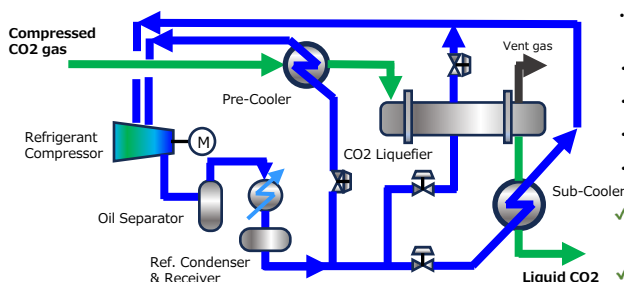 Compressed
CO2 gas
Vent gas
Pre-Cooler
Refrigerant
Compressor
M
CO2 Liquefier
Sub-Cooler
Oil Separator
Ref. Condenser
& Receiver
Liquid CO2